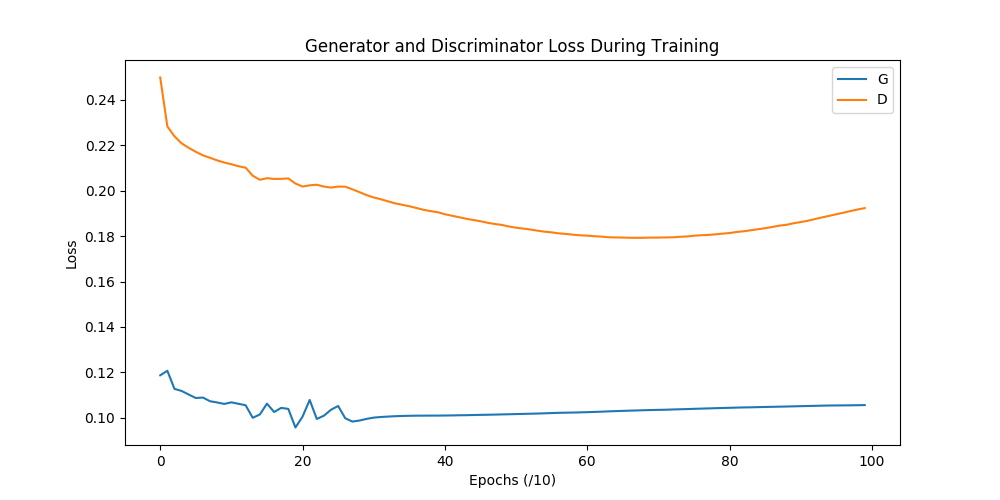 Generator and Discriminator Loss During Training
G
D
0.24
0.22
0.20
0.18
0.16
0.14
0.12
0.10
Loss
0 20 40 60 80 100
Epochs (/10)